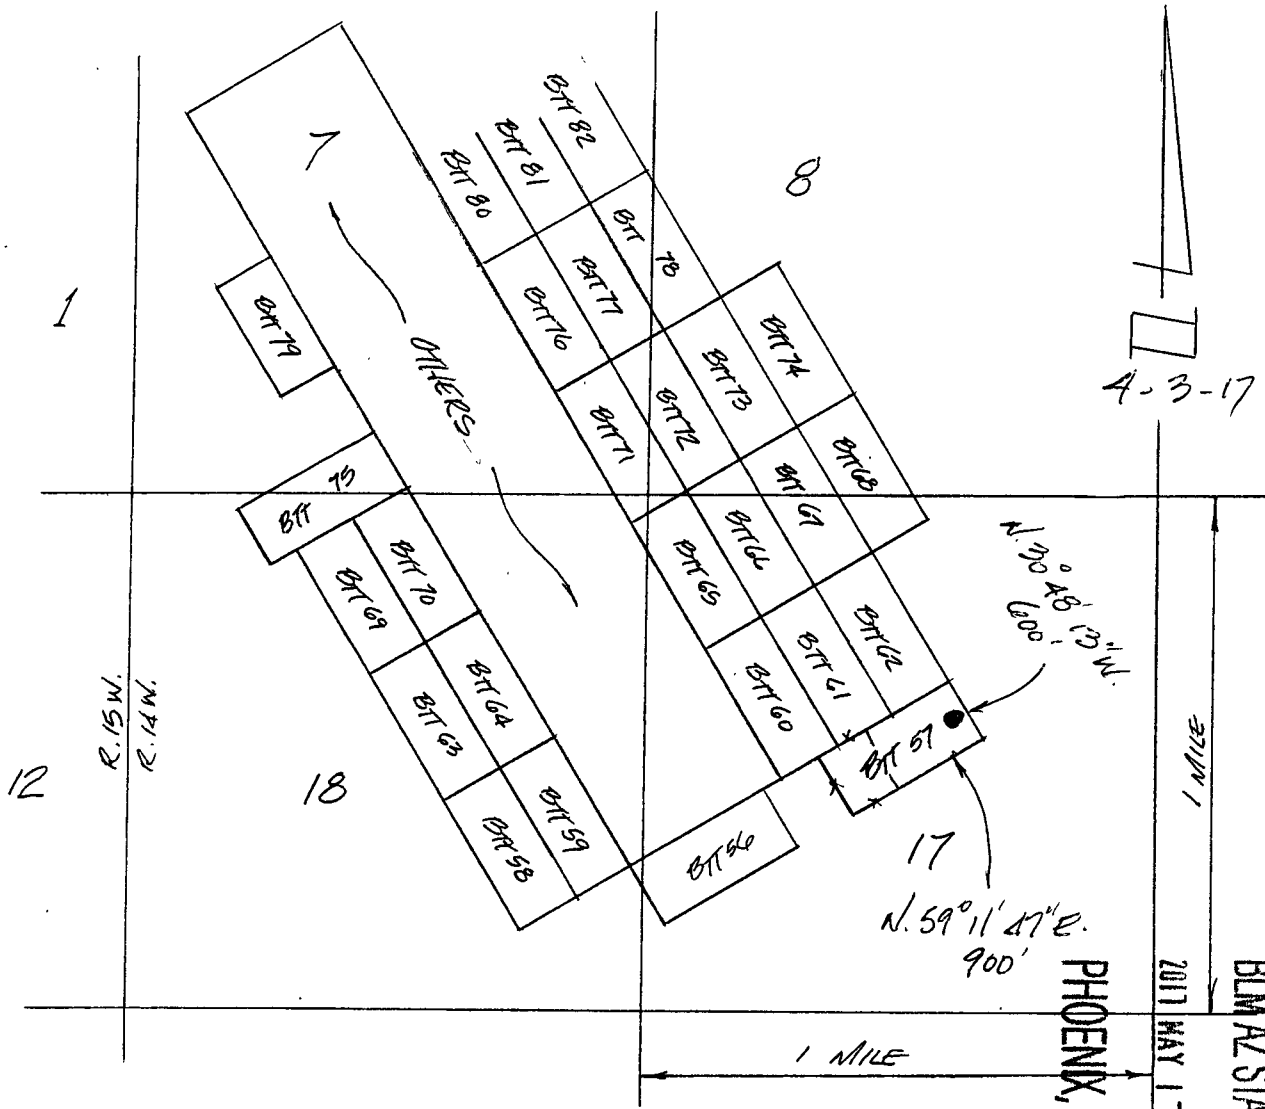 7
8
1
BTT 82
BTT 81
BTT 80
BTT 78
BTT 77
BTT 76
BTT 79
OTHERS
BTT 74
BTT 73
BTT 72
BTT 71
4-3-17
BTT 75
BTT 68
BTT 67
BTT 66
BTT 65
BTT 70
BTT 69
N. 30° 48' 13" W.
600'
BTT 62
BTT 61
BTT 60
BTT 64
BTT 63
R. 15 W.
R. 14 W.
BTT 57
12
18
17
BTT 59
BTT 58
BTT 56
N. 59° 11' 47" E.
900'
1 MILE
1 MILE
BLM AZ STA
2017 MAY 1
PHOENIX,